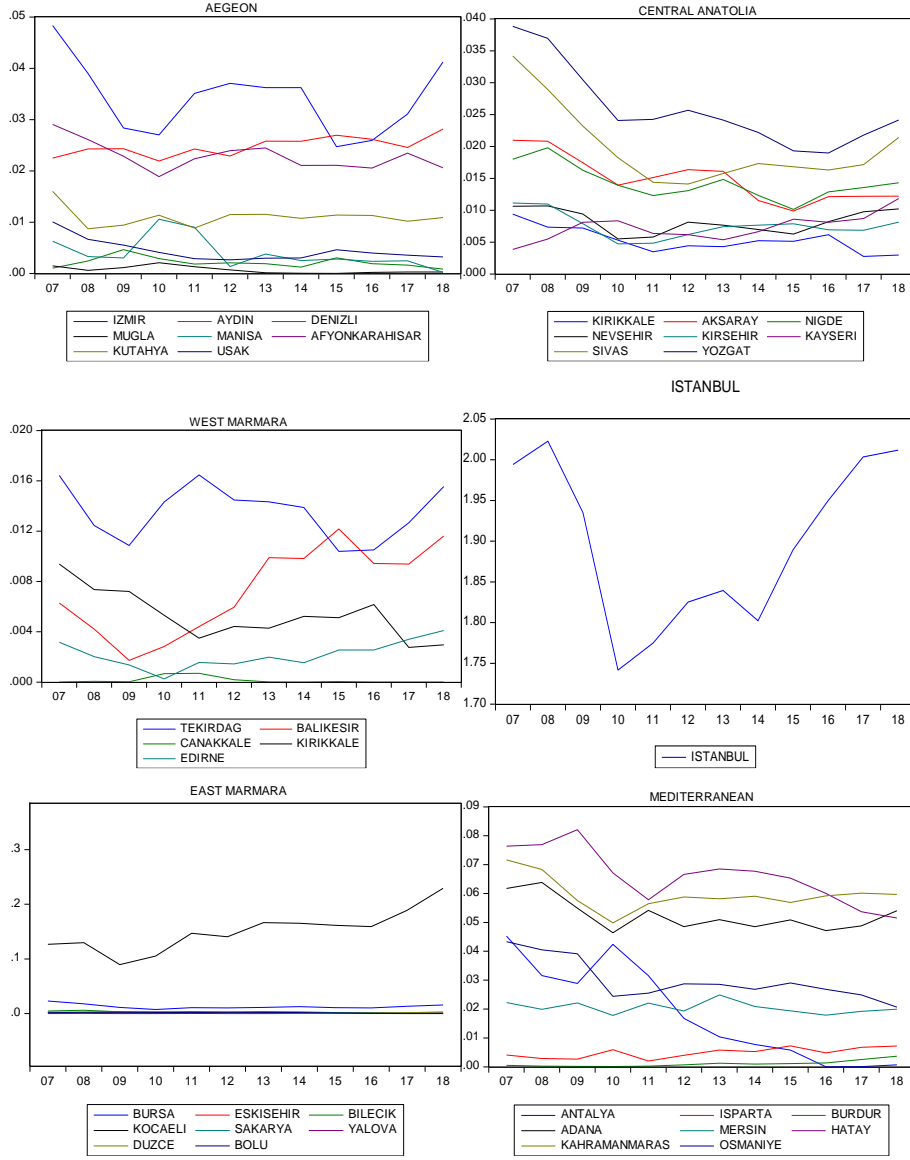 AEGEON
.05
.04
.03
.02
.01
.00
07 08 09 10 11 12 13 14 15 16 17 18
IZMIR AYDIN DENIZLI
MUGLA MANISA AFYONKARAHISAR
KUTAHYA USAK
CENTRAL ANATOLIA
.040
.035
.030
.025
.020
.015
.010
.005
.000
07 08 09 10 11 12 13 14 15 16 17 18
KIRIKKALE AKSARAY NIGDE
NEVSEHIR KIRSEHIR KAYSERI
SIVAS YOZGAT
WEST MARMARA
.020
.016
.012
.008
.004
.000
07 08 09 10 11 12 13 14 15 16 17 18
TEKIRDAG BALIKESIR
CANAKKALE KIRIKKALE
EDIRNE
ISTANBUL
2.05
2.00
1.95
1.90
1.85
1.80
1.75
1.70
07 08 09 10 11 12 13 14 15 16 17 18
ISTANBUL
EAST MARMARA
.3
.2
.1
.0
07 08 09 10 11 12 13 14 15 16 17 18
BURSA ESKISEHIR BILECIK
KOCAELI SAKARYA YALOVA
DUZCE BOLU
MEDITERRANEAN
.09
.08
.07
.06
.05
.04
.03
.02
.01
.00
07 08 09 10 11 12 13 14 15 16 17 18
ANTALYA ISPARTA BURDUR
ADANA MERSIN HATAY
KAHRAMANMARAS OSMANIYE